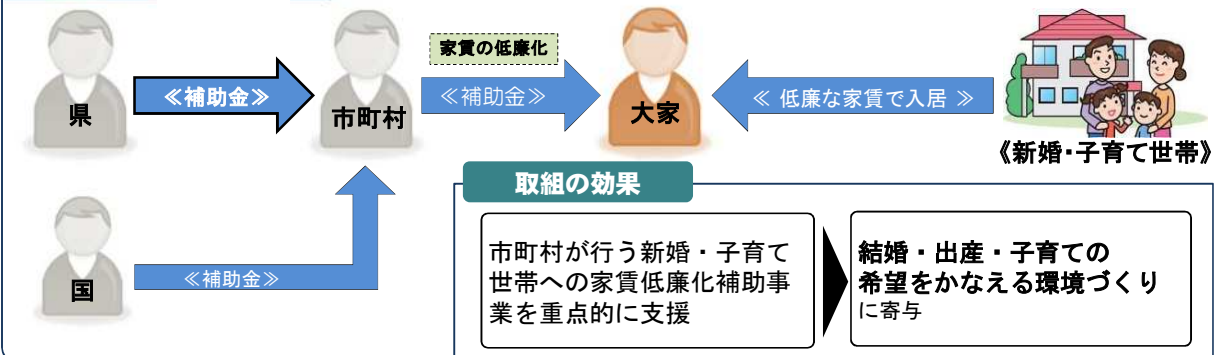 家賃の低廉化
県
≪補助金≫
市町村
≪補助金≫
大家
≪ 低廉な家賃で入居 ≫
《新婚・子育て世帯》
国
≪補助金≫
取組の効果
市町村が行う新婚・子育て
世帯への家賃低廉化補助事
業を重点的に支援
結婚・出産・子育ての
希望をかなえる環境づくり
に寄与